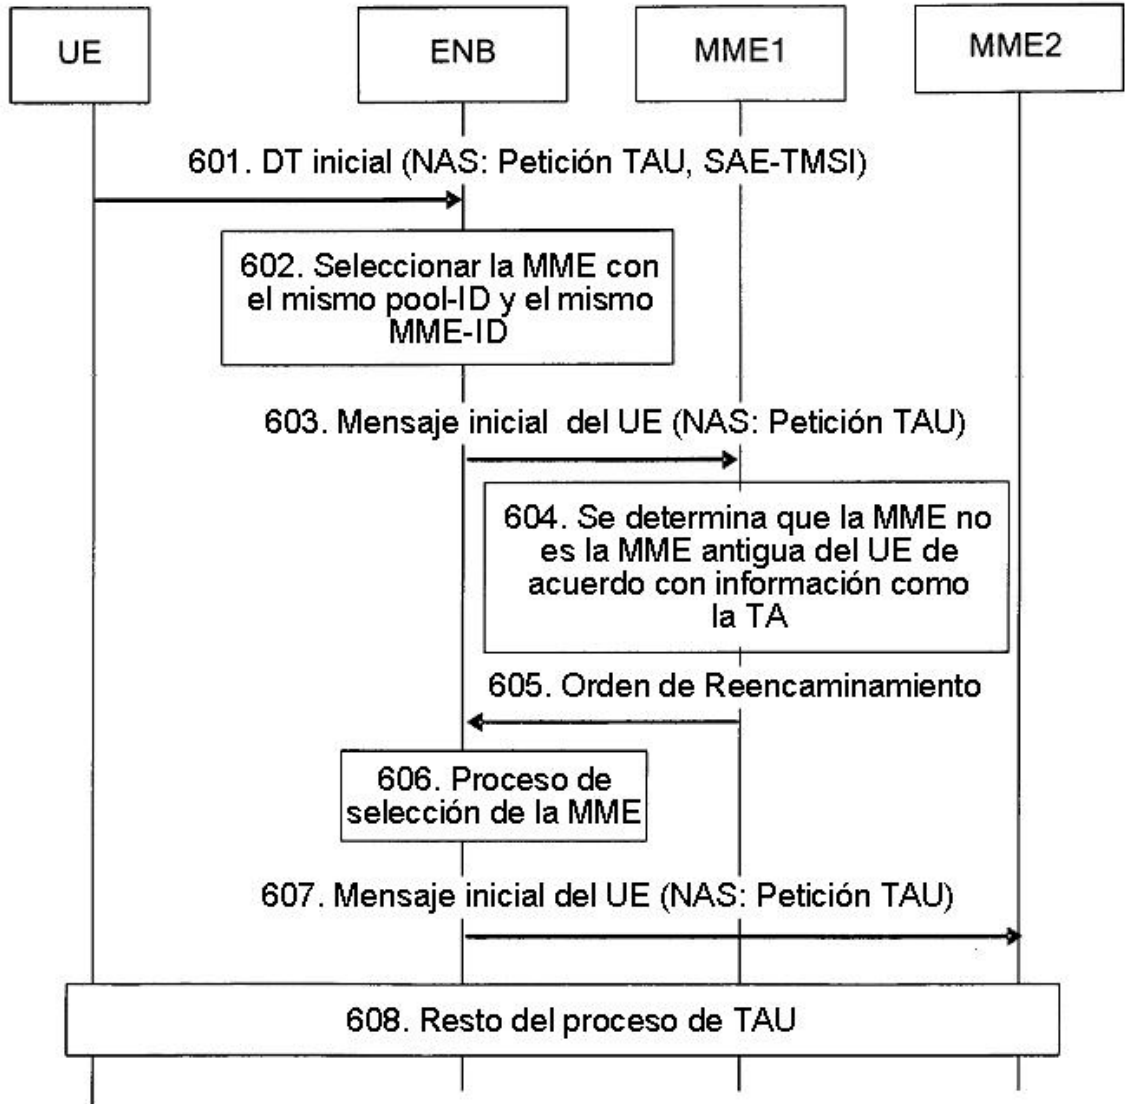 UE
ENB
MME1
MME2
601. DT inicial (NAS: Petición TAU, SAE-TMSI)
602. Seleccionar la MME con
el mismo pool-ID y el mismo
MME-ID
603. Mensaje inicial del UE (NAS: Petición TAU)
604. Se determina que la MME no
es la MME antigua del UE de
acuerdo con información como
la TA
605. Orden de Reencaminamiento
606. Proceso de
selección de la MME
607. Mensaje inicial del UE (NAS: Petición TAU)
608. Resto del proceso de TAU